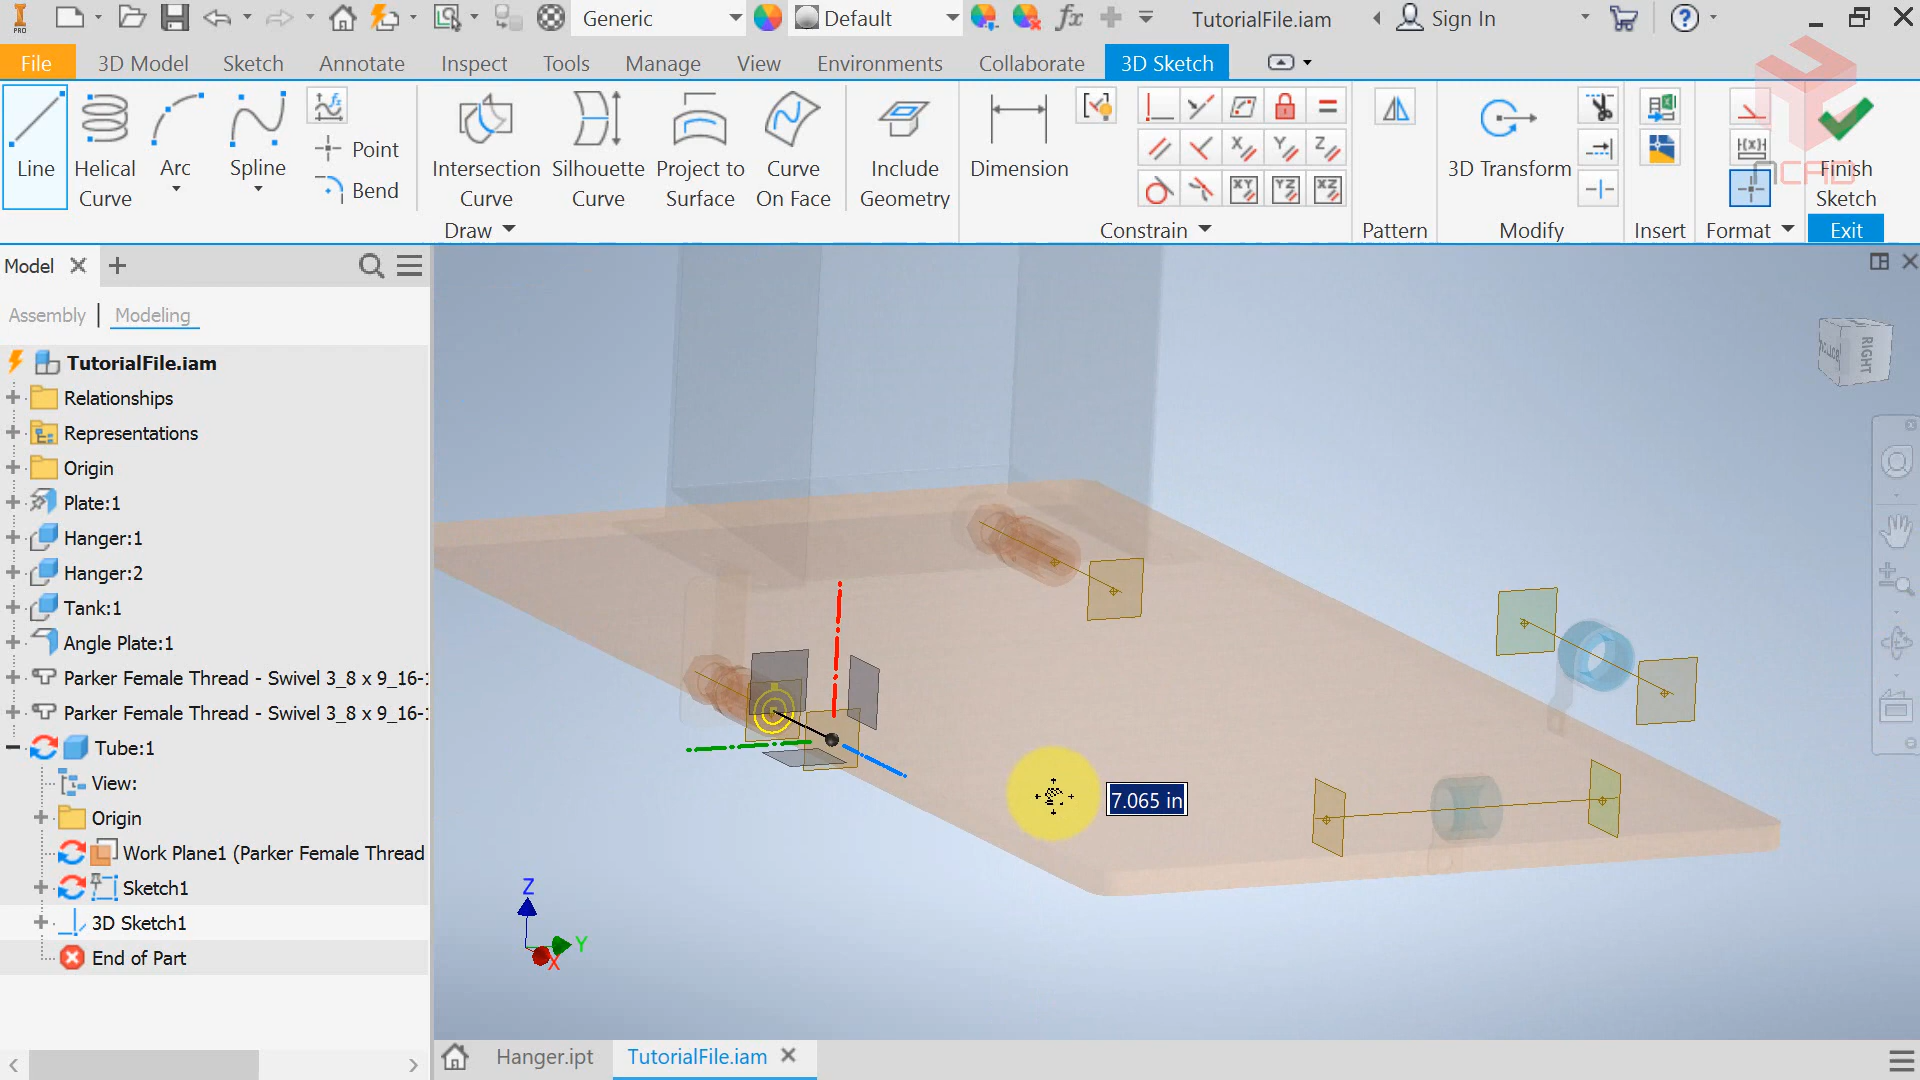 PRO
Generic
Default
TutorialFile.iam
Sign In
File
3D Model
Sketch
Annotate
Inspect
Tools
Manage
View
Environments
Collaborate
3D Sketch
Line
Helical
Curve
Arc
Spline
Point
Bend
Intersection
Curve
Silhouette
Curve
Project to
Surface
Curve
On Face
Include
Geometry
Dimension
3D Transform
Finish
Sketch
Draw
Constrain
Pattern
Modify
Insert
Format
Exit
Model
Assembly | Modeling
TutorialFile.iam
Relationships
Representations
Origin
Plate:1
Hanger:1
Hanger:2
Tank:1
Angle Plate:1
Parker Female Thread - Swivel 3_8 x 9_16-
Parker Female Thread - Swivel 3_8 x 9_16-
Tube:1
View:
Origin
Work Plane1 (Parker Female Thread
Sketch1
3D Sketch1
End of Part
RIGHT
7.065 in
Z
Y
X
Hanger.ipt
TutorialFile.iam